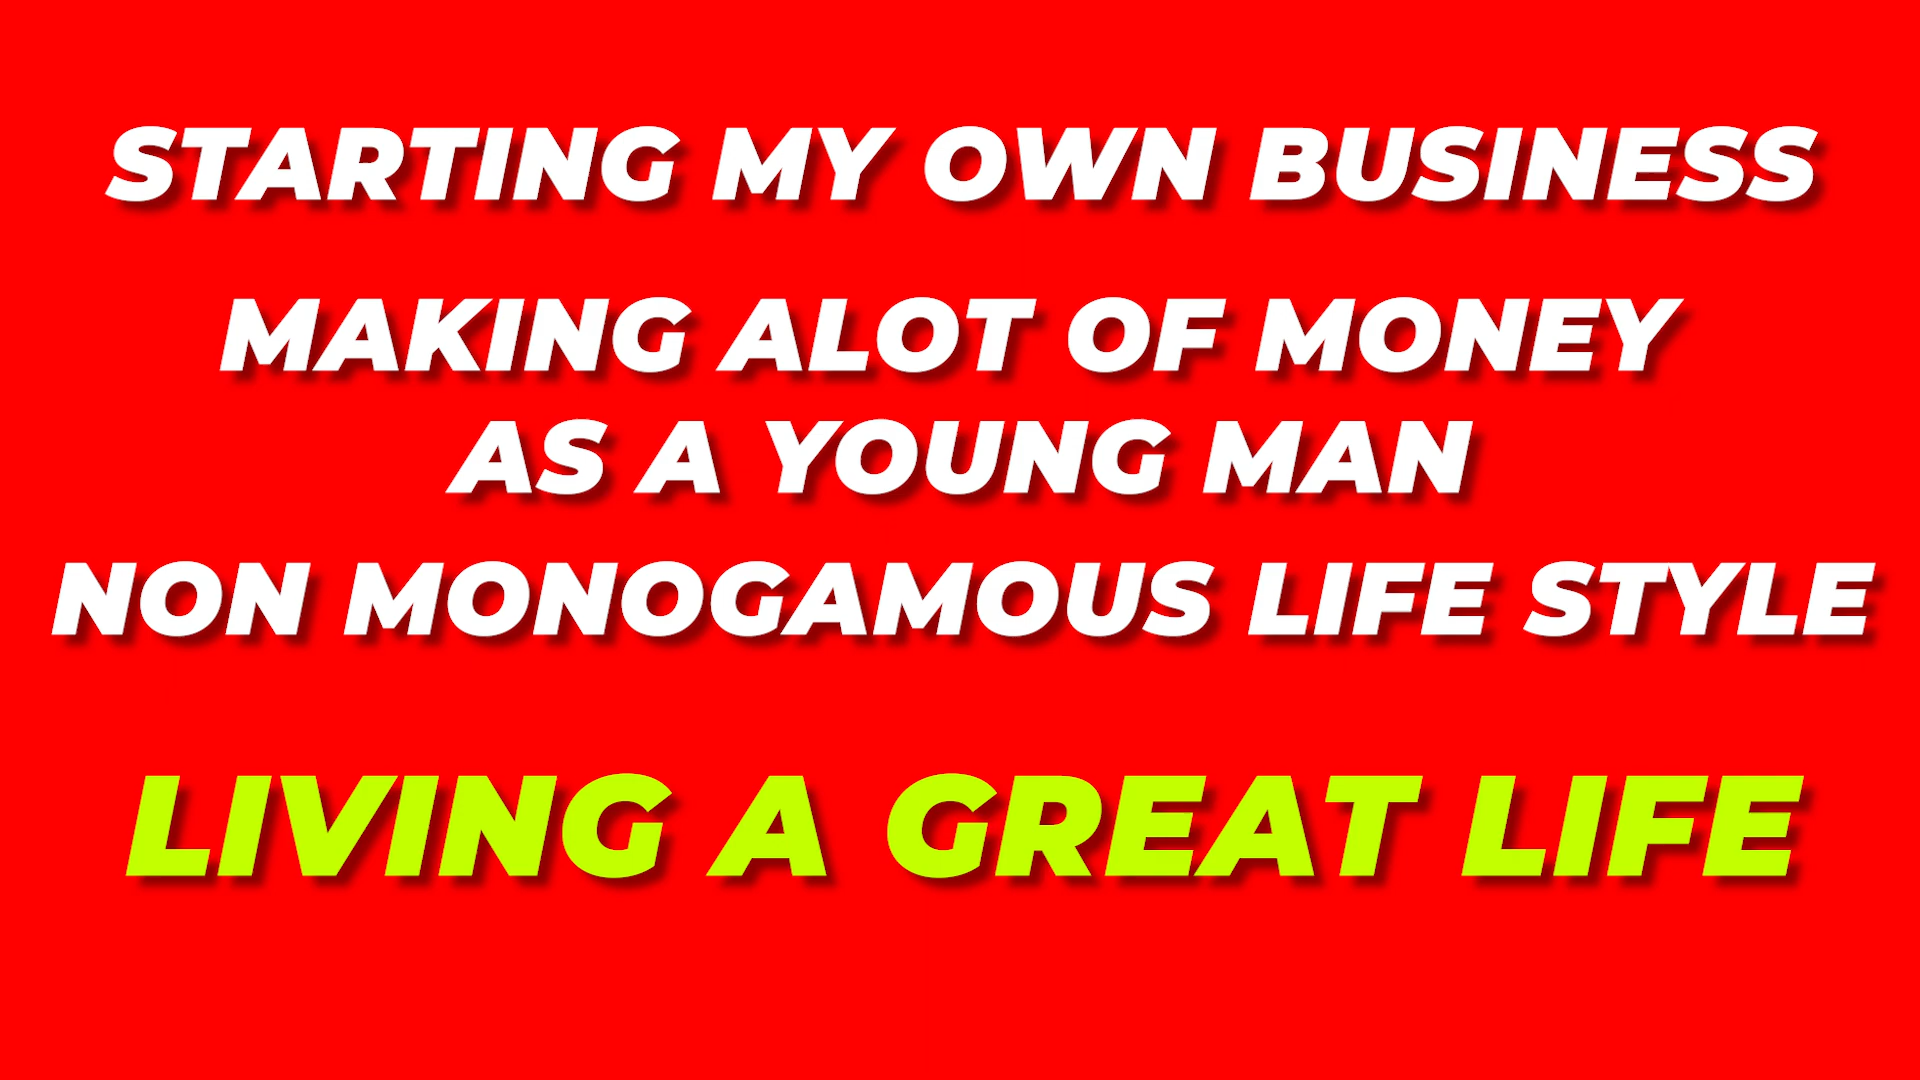 STARTING MY OWN BUSINESS
MAKING ALOT OF MONEY
AS A YOUNG MAN
NON MONOGAMOUS LIFE STYLE
LIVING A GREAT LIFE